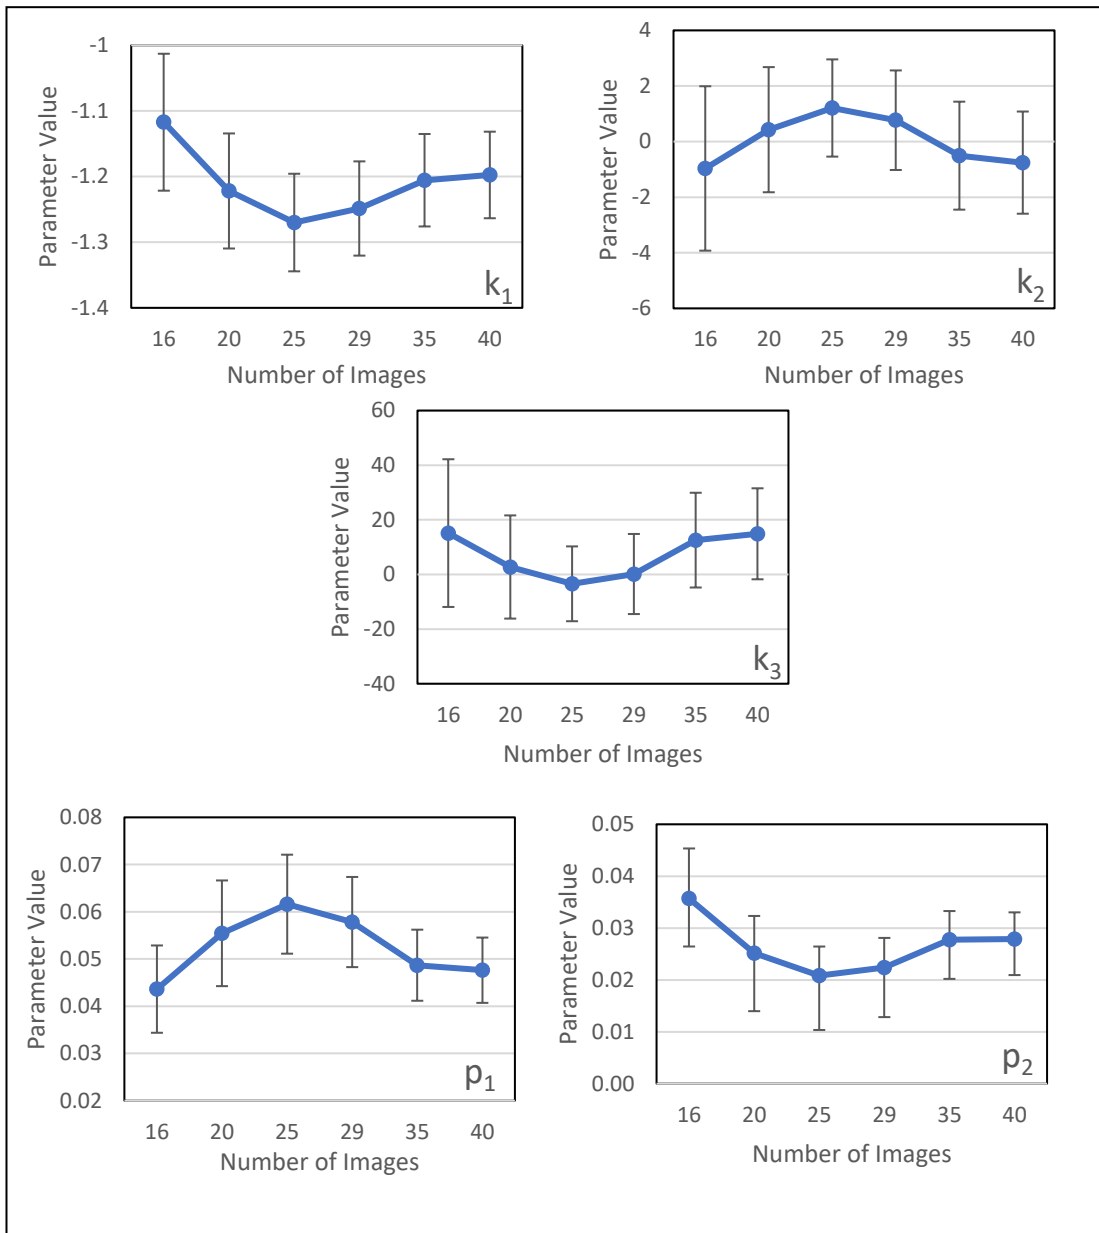 -1
-1.1
-1.2
-1.3
-1.4
Parameter Value
k1
16 20 25 29 35 40
Number of Images
4
2
0
-2
-4
-6
Parameter Value
k2
16 20 25 29 35 40
Number of Images
60
40
20
0
-20
-40
Parameter Value
k3
16 20 25 29 35 40
Number of Images
0.08
0.07
0.06
0.05
0.04
0.03
0.02
Parameter Value
p1
16 20 25 29 35 40
Number of Images
0.05
0.04
0.03
0.02
0.01
0.00
Parameter Value
p2
16 20 25 29 35 40
Number of Images